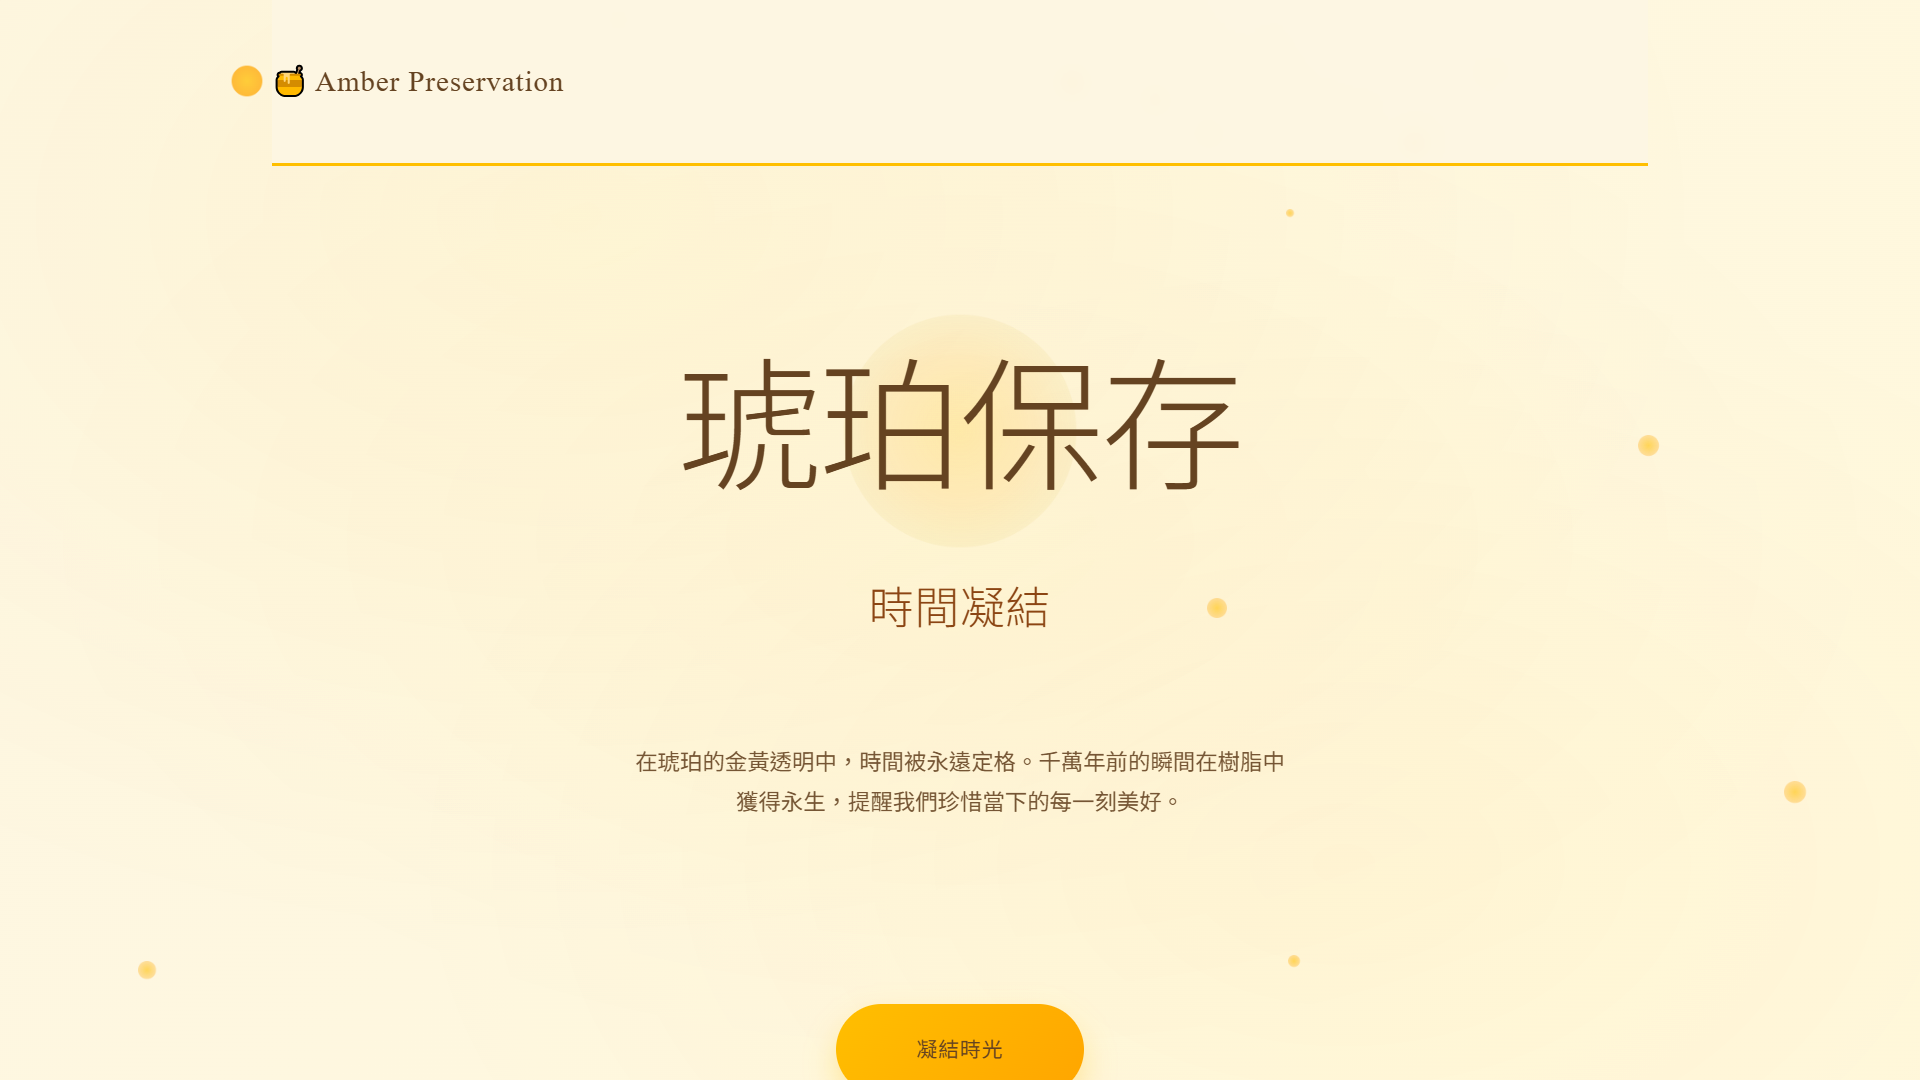 Amber Preservation
琥珀保存
時間凝結
在琥珀的金黃透明中，時間被永遠定格。千萬年前的瞬間在樹脂中
獲得永生，提醒我們珍惜當下的每一刻美好。
凝結時光